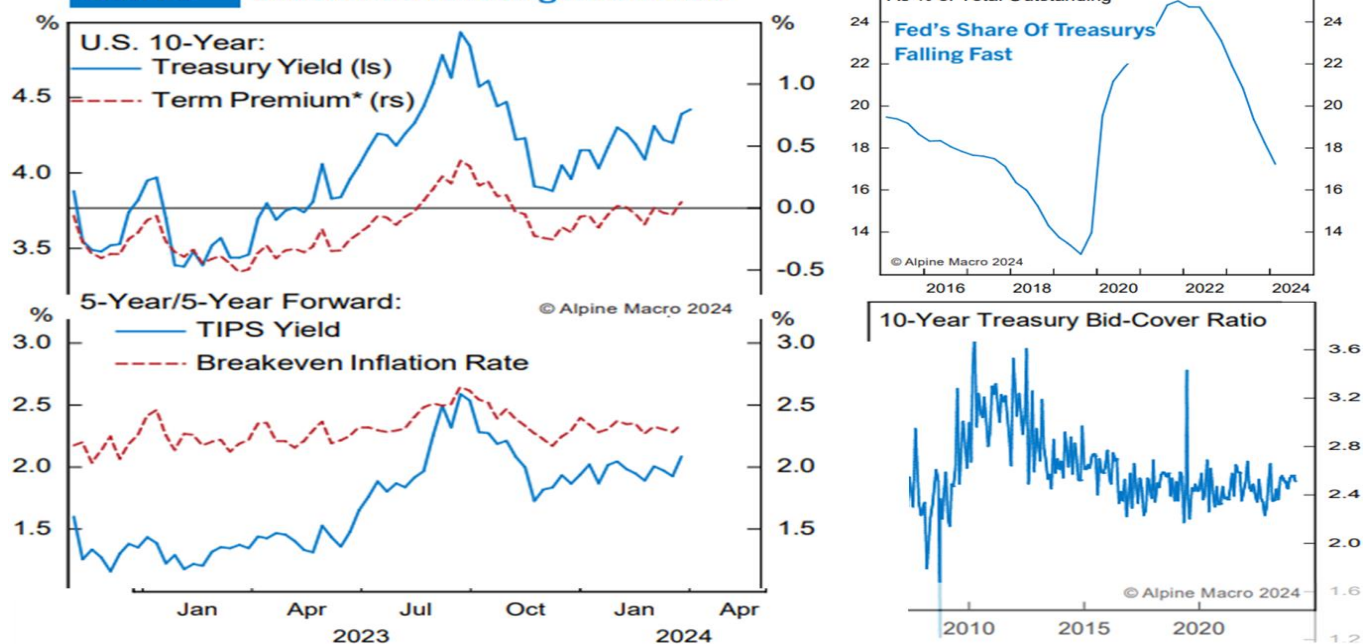 %
%
U.S. 10-Year:
Treasury Yield (ls)
Term Premium* (rs)
4.5
4.0
3.5
1.0
0.5
0.0
-0.5
5-Year/5-Year Forward:
© Alpine Macro 2024
%
%
TIPS Yield
Breakeven Inflation Rate
3.0
2.5
2.0
1.5
3.0
2.5
2.0
1.5
Jan Apr Jul Oct Jan Apr
2023 2024
Fed's Share Of Treasurys
Falling Fast
24
22
20
18
16
14
24
22
20
18
16
14
© Alpine Macro 2024
2016 2018 2020 2022 2024
10-Year Treasury Bid-Cover Ratio
3.6
3.2
2.8
2.4
2.0
1.6
1.2
© Alpine Macro 2024
2010 2015 2020